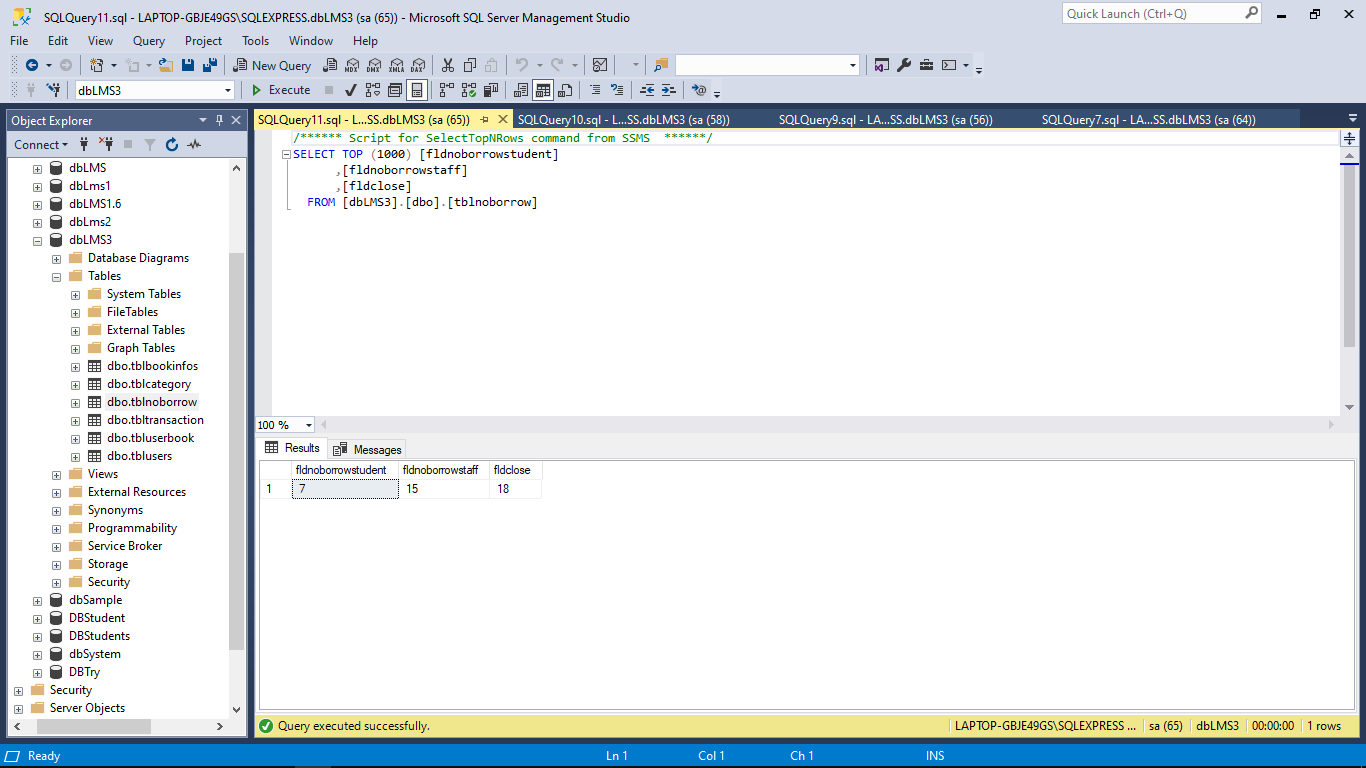 SQLQuery11.sql - LAPTOP-GBJE49GS\SQLEXPRESS.dbLMS3 (sa (65)) - Microsoft SQL Server Management Studio
Quick Launch (Ctrl+Q)
File Edit View Query Project Tools Window Help
New Query MDX DMX XMLA DAX
dbLMS3 Execute
Object Explorer
Connect
dbLMS
dbLms1
dbLMS1.6
dbLms2
dbLMS3
Database Diagrams
Tables
System Tables
FileTables
External Tables
Graph Tables
dbo.tblbookinfos
dbo.tblcategory
dbo.tblnoborrow
dbo.tbltransaction
dbo.tbluserbook
dbo.tblusers
Views
External Resources
Synonyms
Programmability
Service Broker
Storage
Security
dbSample
DBStudent
DBStudents
dbSystem
DBTry
Security
Server Objects
SQLQuery11.sql - L...SS.dbLMS3 (sa (65)) SQLQuery10.sql - L...SS.dbLMS3 (sa (58)) SQLQuery9.sql - LA...SS.dbLMS3 (sa (56)) SQLQuery7.sql - LA...SS.dbLMS3 (sa (64))
/****** Script for SelectTopNRows command from SSMS  ******/
SELECT TOP (1000) [fldnoborrowstudent]
,[fldnoborrowstaff]
,[fldclose]
FROM [dbLMS3].[dbo].[tblnoborrow]
100 %
Results Messages
fldnoborrowstudent fldnoborrowstaff fldclose
1 7 15 18
Query executed successfully. LAPTOP-GBJE49GS\SQLEXPRESS ... sa (65) dbLMS3 00:00:00 1 rows
Ready Ln 1 Col 1 Ch 1 INS